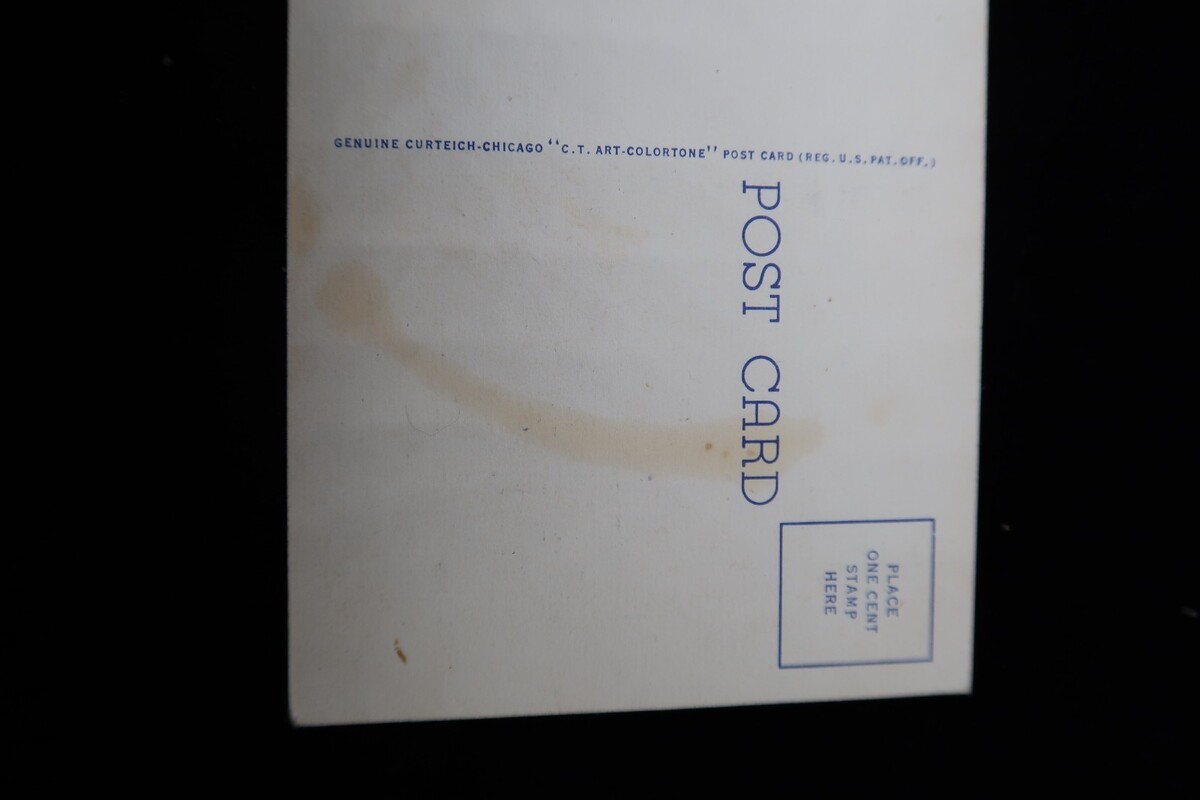 GENUINE CURTEICH-CHICAGO "C.T. ART-COLORTONE" POST CARD (REG. U.S. PAT. OFF.)
POST CARD
PLACE
ONE CENT
STAMP
HERE